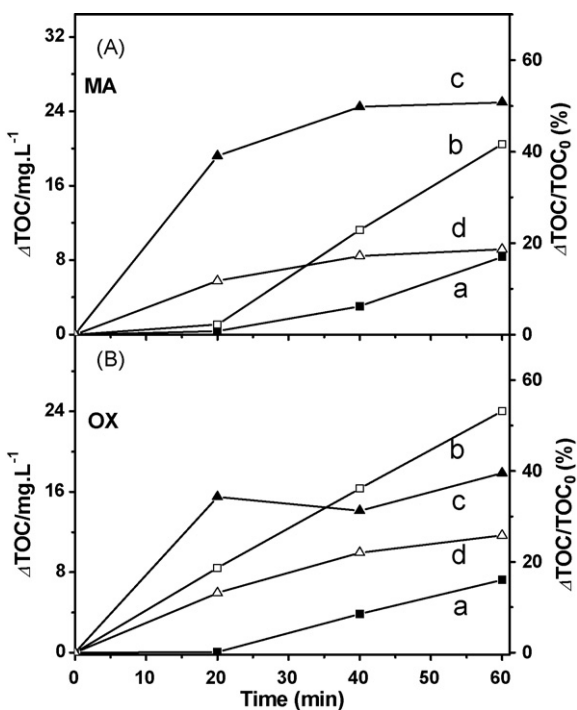 (A)
MA
32
24
16
8
0
ΔTOC/mg.L⁻¹
60
40
20
0
ΔTOC/TOC₀ (%)
c
b
d
a
(B)
OX
24
16
8
0
ΔTOC/mg.L⁻¹
60
40
20
0
ΔTOC/TOC₀ (%)
b
c
d
a
0 10 20 30 40 50 60
Time (min)